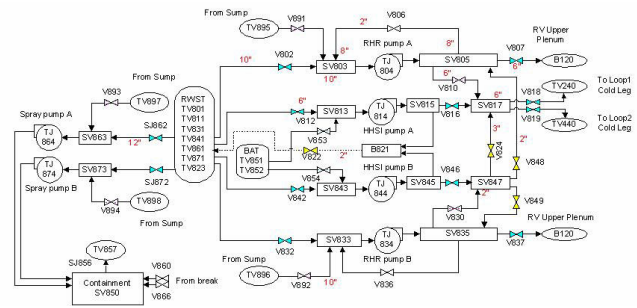 From Sump
V891
TV895
2"
V806
RHR pump A
RV Upper
Plenum
V802
10"
8"
SV803
10"
TJ
804
SV805
8"
V807
6"
B120
6"
V810
To Loop1
Cold Leg
From Sump
V893
TV897
Spray pump A
SJ862
TJ
864
SV863
12"
RWST
TV801
TV811
TV831
TV841
TV861
TV871
TV823
6"
V812
SV813
V853
TJ
814
SV815
V816
SV817
6"
V818
TV240
V819
TV440
To Loop2
Cold Leg
HHSI pump A
3"
2"
BAT
TV851
TV852
V822
2"
B821
HHSI pump B
V824
V848
TJ
874
SV873
SJ872
Spray pump B
V894
TV898
From Sump
V854
V842
SV843
TJ
844
SV845
V846
SV847
2"
V849
V830
RV Upper
Plenum
TV857
SJ856
V832
SV833
TJ
834
SV835
V837
B120
Containment
SV850
V860
V866
From break
From Sump
TV896
V892
10"
RHR pump B
V836